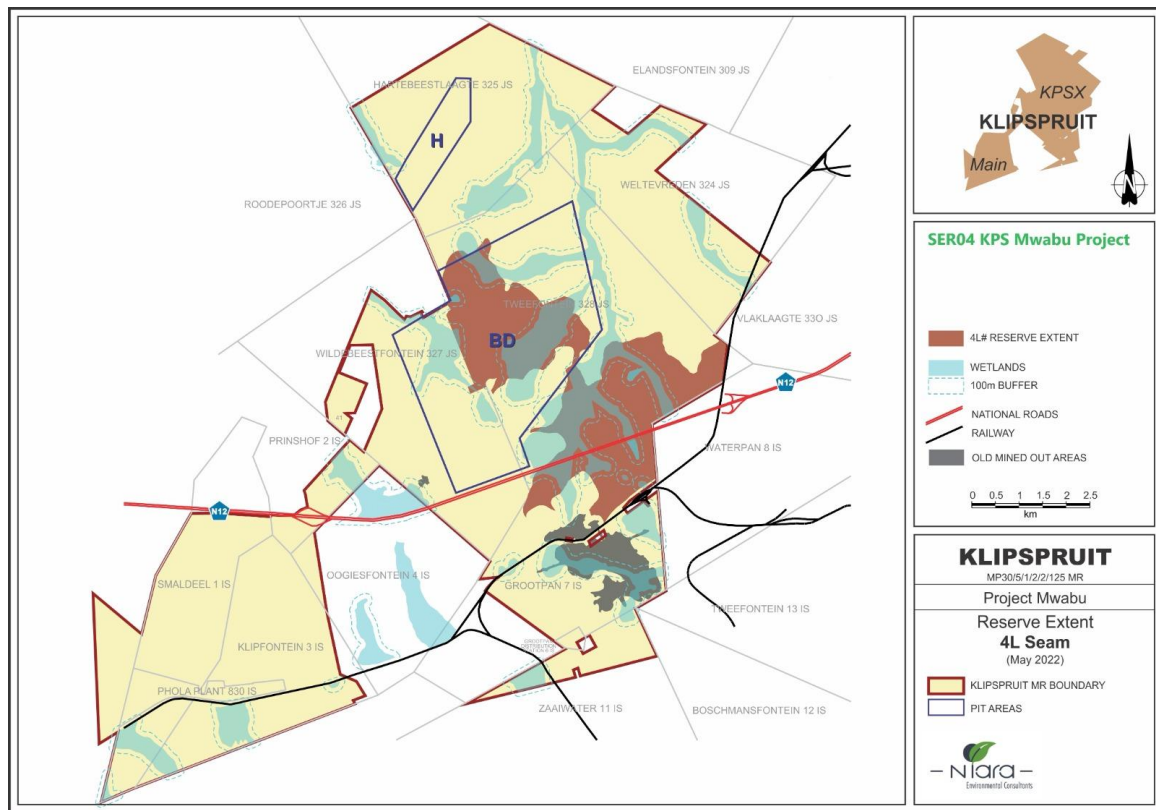 HARTEBEESTLAAGTE 325 JS
ELANDSFONTEIN 309 JS
H
WELTEVREDEN 324 JS
ROODEPOORTJE 326 JS
VLAKLAAGTE 330 JS
BD
WILDEBEESTFONTEIN 327 JS
N12
PRINSHOF 2 IS
WATERPAN 8 IS
N12
OOGIESFONTEIN 4 IS
SMALDEEL 1 IS
GROOTPAN 7 IS
TWEEFONTEIN 13 IS
KLIPFONTEIN 3 IS
PHOLA PLANT 830 IS
ZAAIWATER 11 IS
BOSCHMANSFONTEIN 12 IS
KPSX
KLIPSPRUIT
Main
N
SER04 KPS Mwabu Project
4L# RESERVE EXTENT
WETLANDS
100m BUFFER
NATIONAL ROADS
RAILWAY
OLD MINED OUT AREAS
0 0.5 1 1.5 2 2.5
km
KLIPSPRUIT
MP30/5/1/2/2/125 MR
Project Mwabu
Reserve Extent
4L Seam
(May 2022)
KLIPSPRUIT MR BOUNDARY
PIT AREAS
Niara
Environmental Consultants